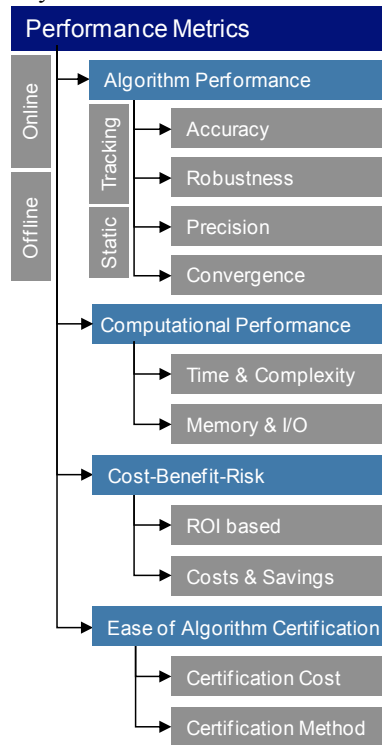 Performance Metrics
Online
Offline
Algorithm Performance
Tracking
Static
Accuracy
Robustness
Precision
Convergence
Computational Performance
Time & Complexity
Memory & I/O
Cost-Benefit-Risk
ROI based
Costs & Savings
Ease of Algorithm Certification
Certification Cost
Certification Method